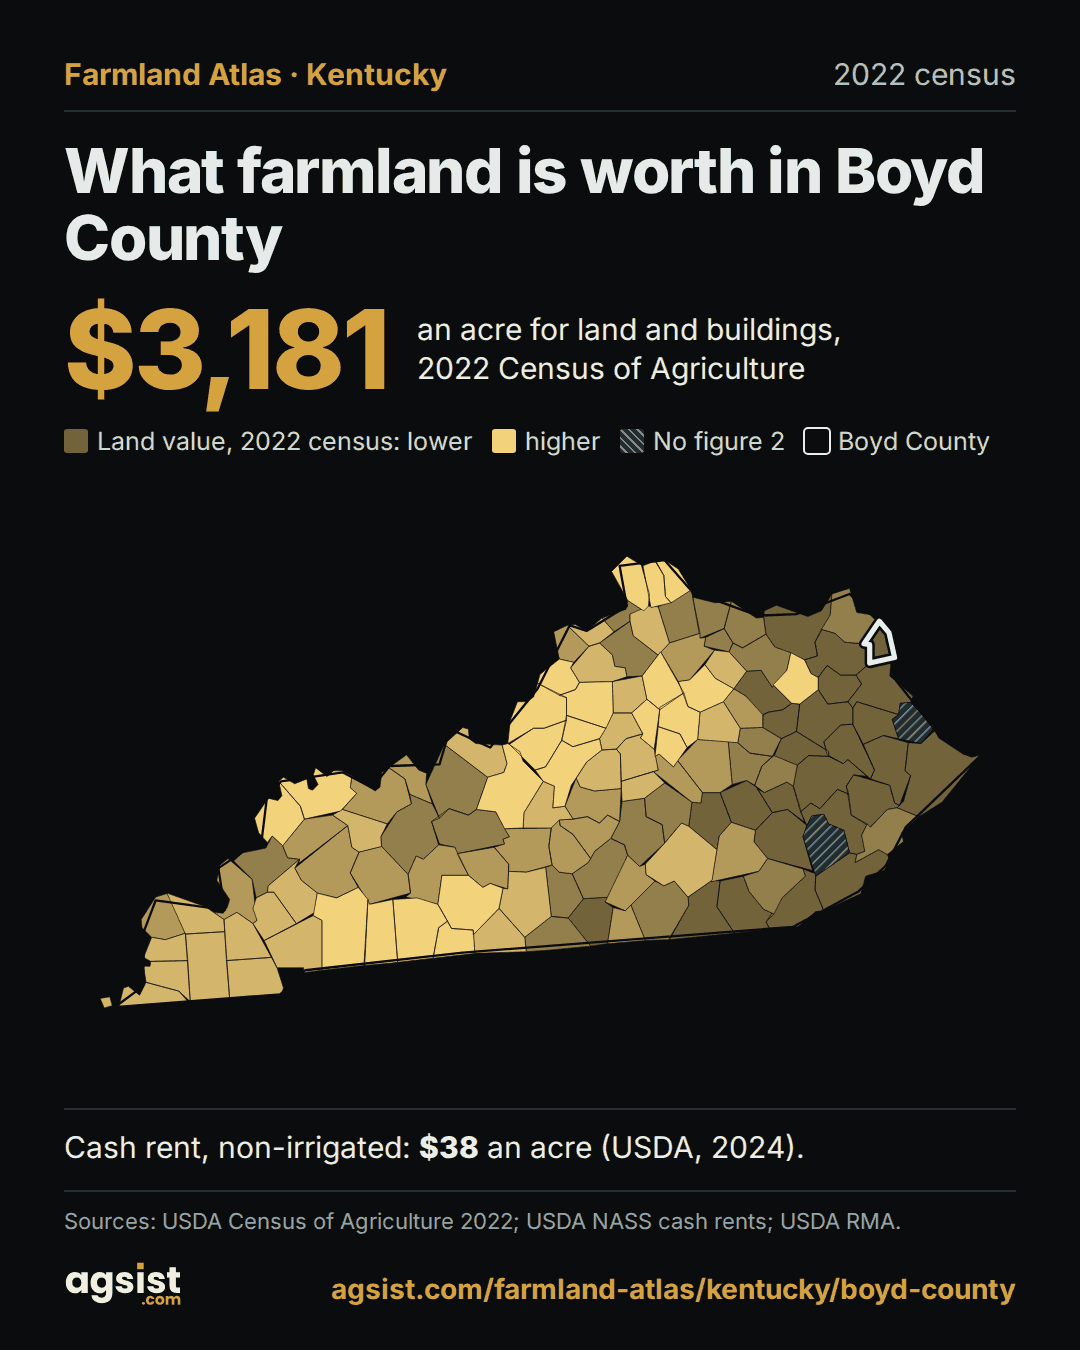 Farmland Atlas · Kentucky
2022 census
What farmland is worth in Boyd
County
$3,181
an acre for land and buildings,
2022 Census of Agriculture
Land value, 2022 census: lower
higher
No figure 2
Boyd County
Cash rent, non-irrigated: $38 an acre (USDA, 2024).
Sources: USDA Census of Agriculture 2022; USDA NASS cash rents; USDA RMA.
agsist
.com
agsist.com/farmland-atlas/kentucky/boyd-county